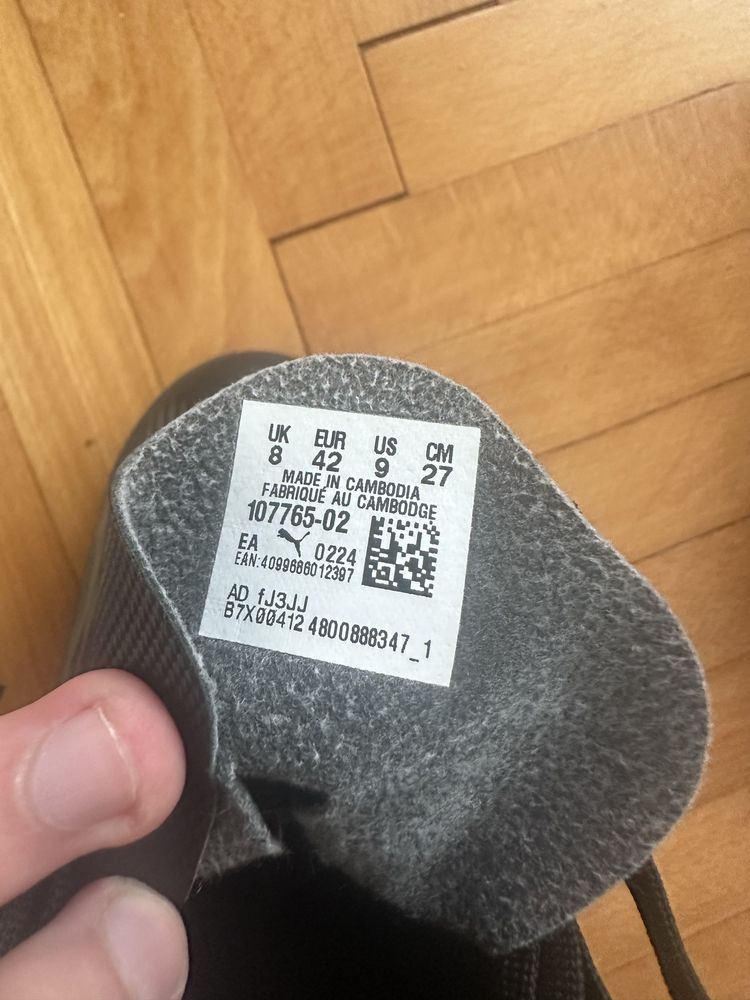 UK EUR US CM
8 42 9 27
MADE IN CAMBODIA
FABRIQUÉ AU CAMBODGE
107765-02
EA 0224
EAN:4099686012397
AD fJ3JJ
B7X00412 4800888347_1